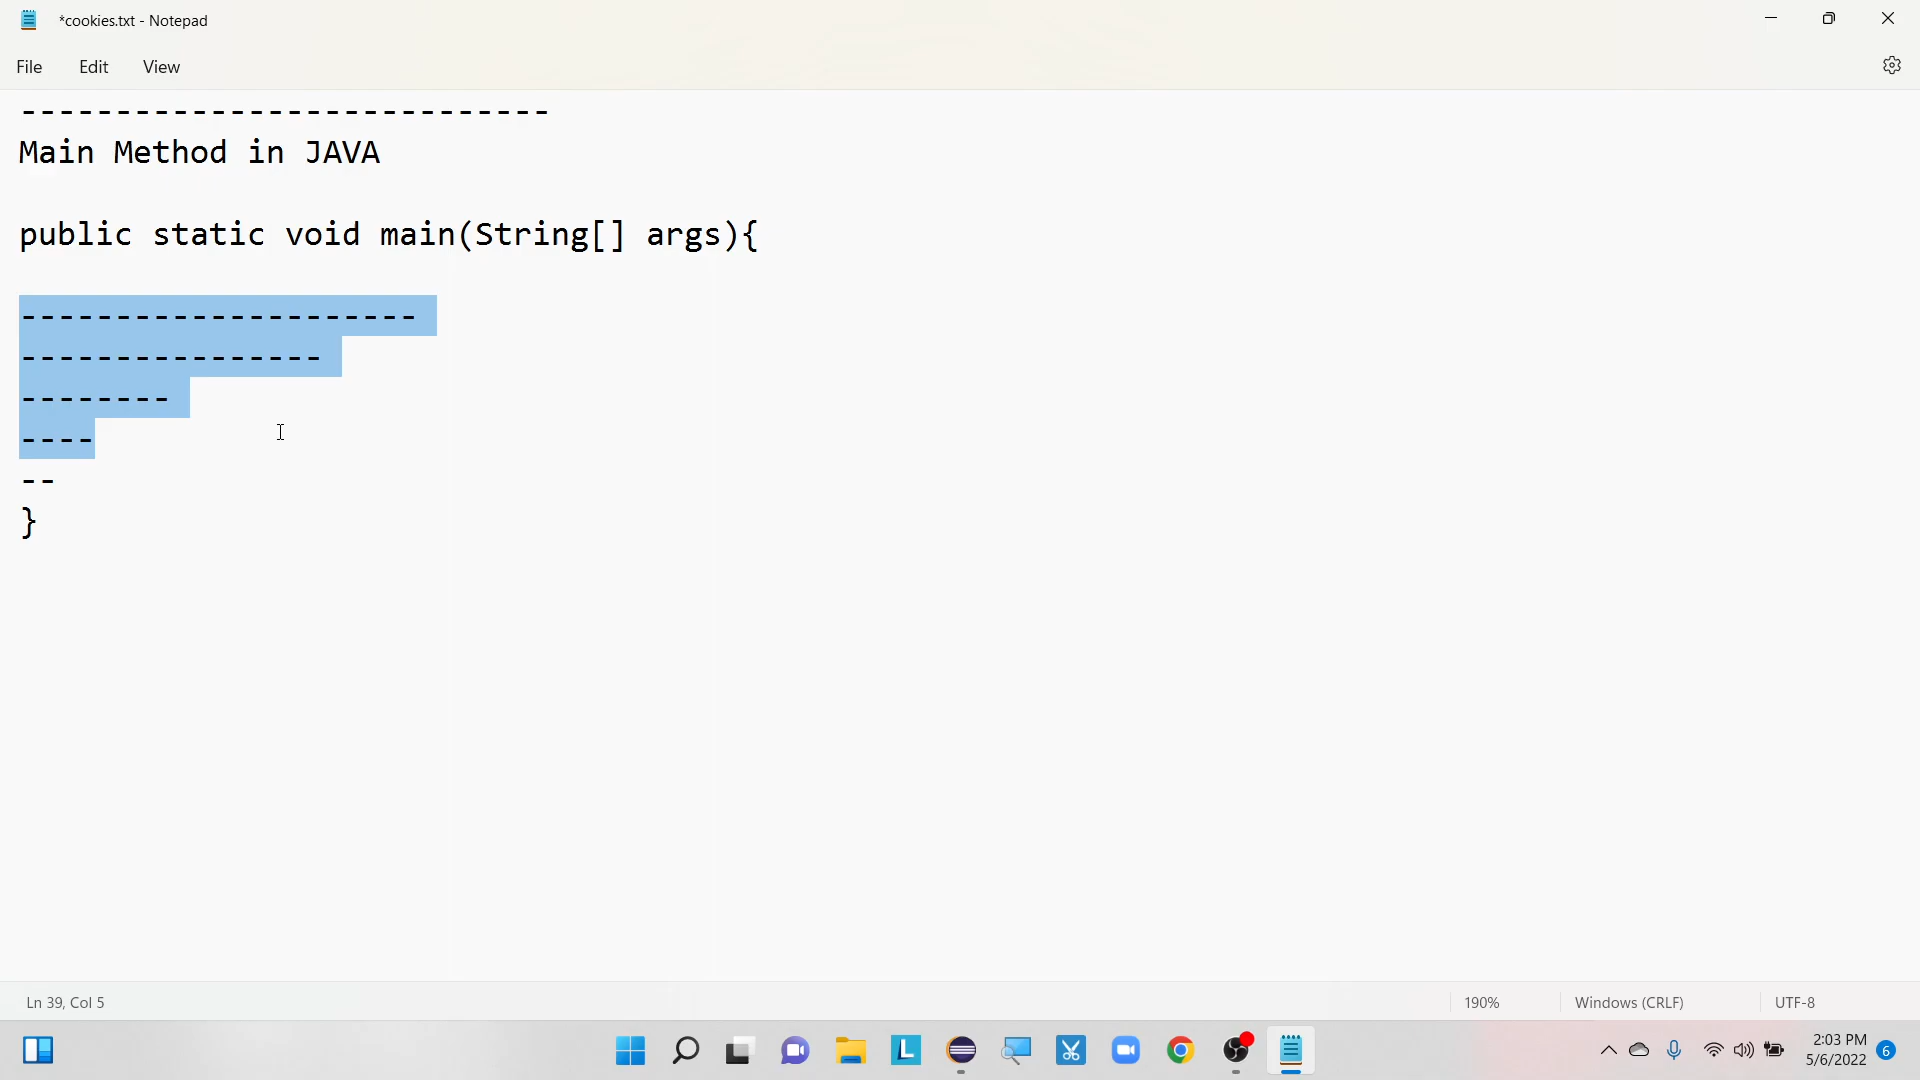 *cookies.txt - Notepad
File Edit View
----------------------------
Main Method in JAVA
public static void main(String[] args){
---------------------
----------------
--------
----
--
}
Ln 39, Col 5
190%
Windows (CRLF)
UTF-8
L
2:03 PM
5/6/2022
6